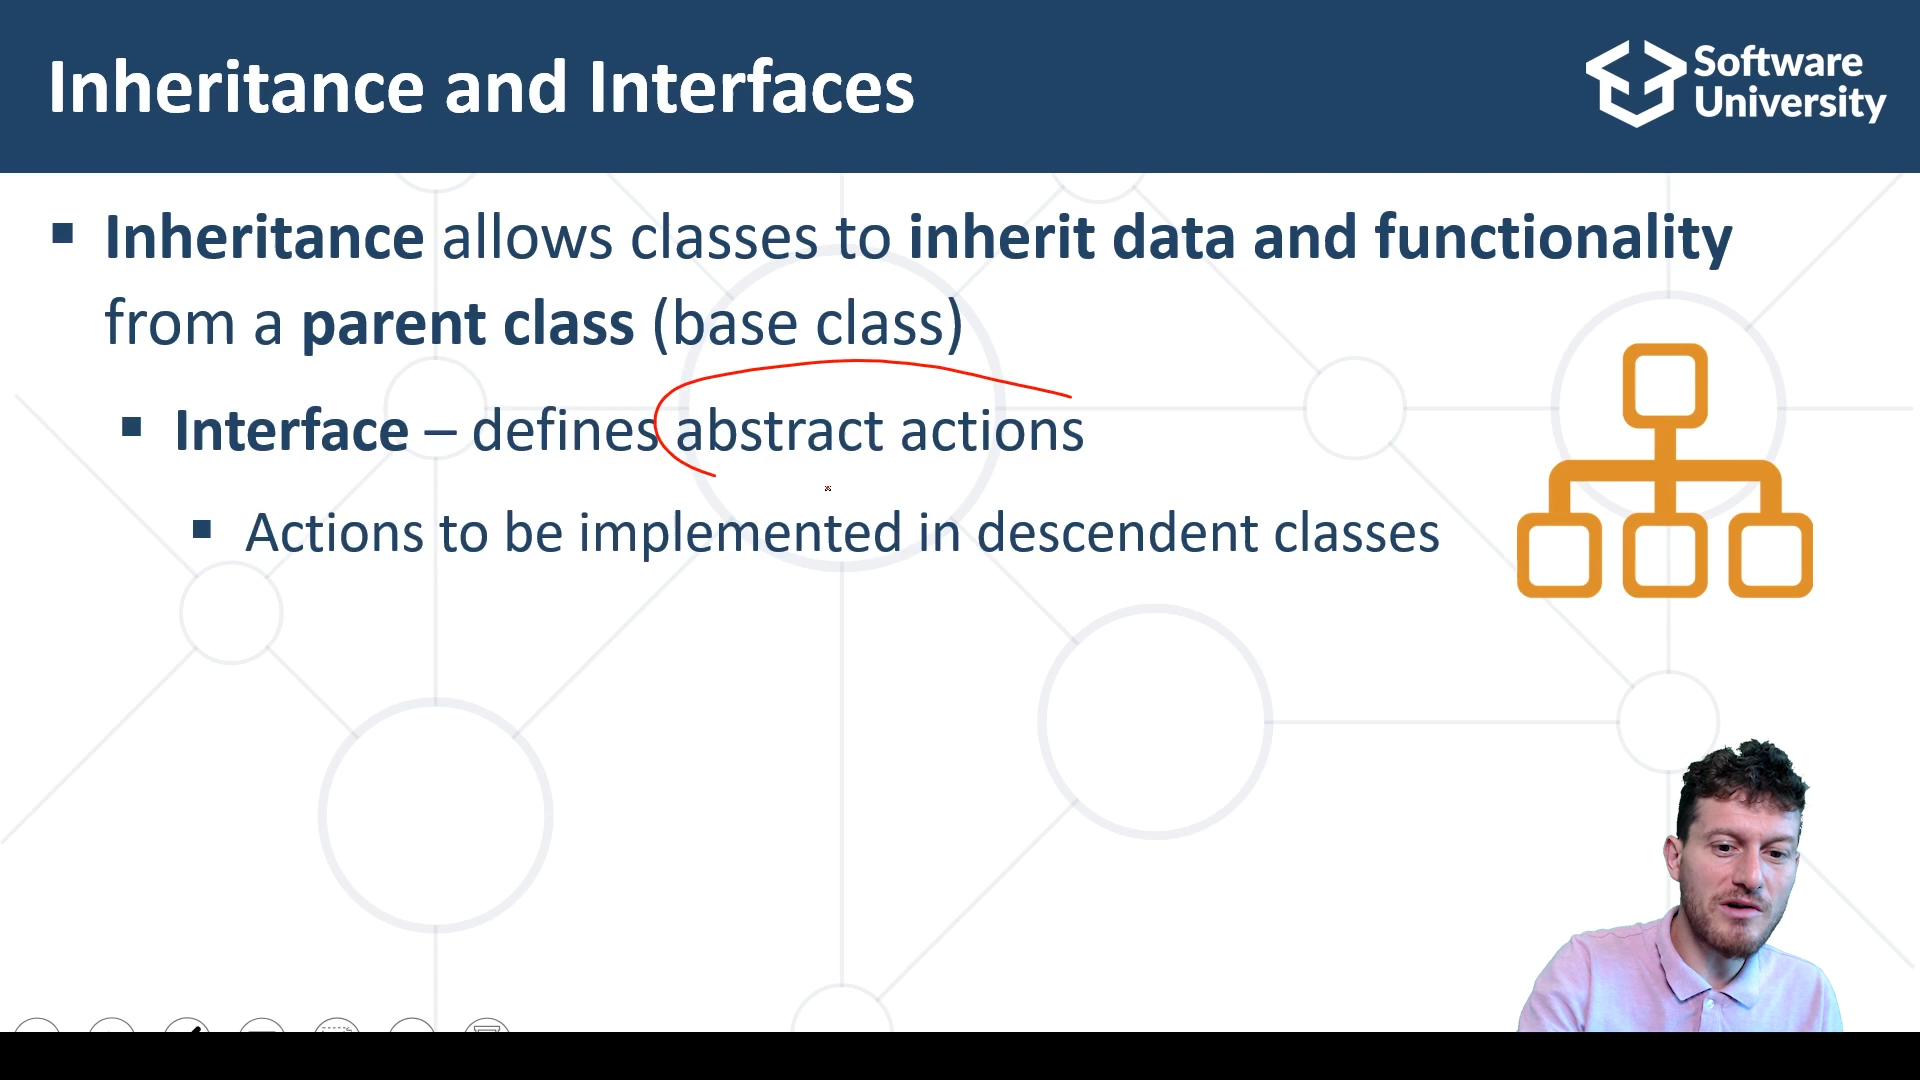 Inheritance and Interfaces
Software
University
▪ Inheritance allows classes to inherit data and functionality
from a parent class (base class)
▪ Interface – defines abstract actions
▪ Actions to be implemented in descendent classes